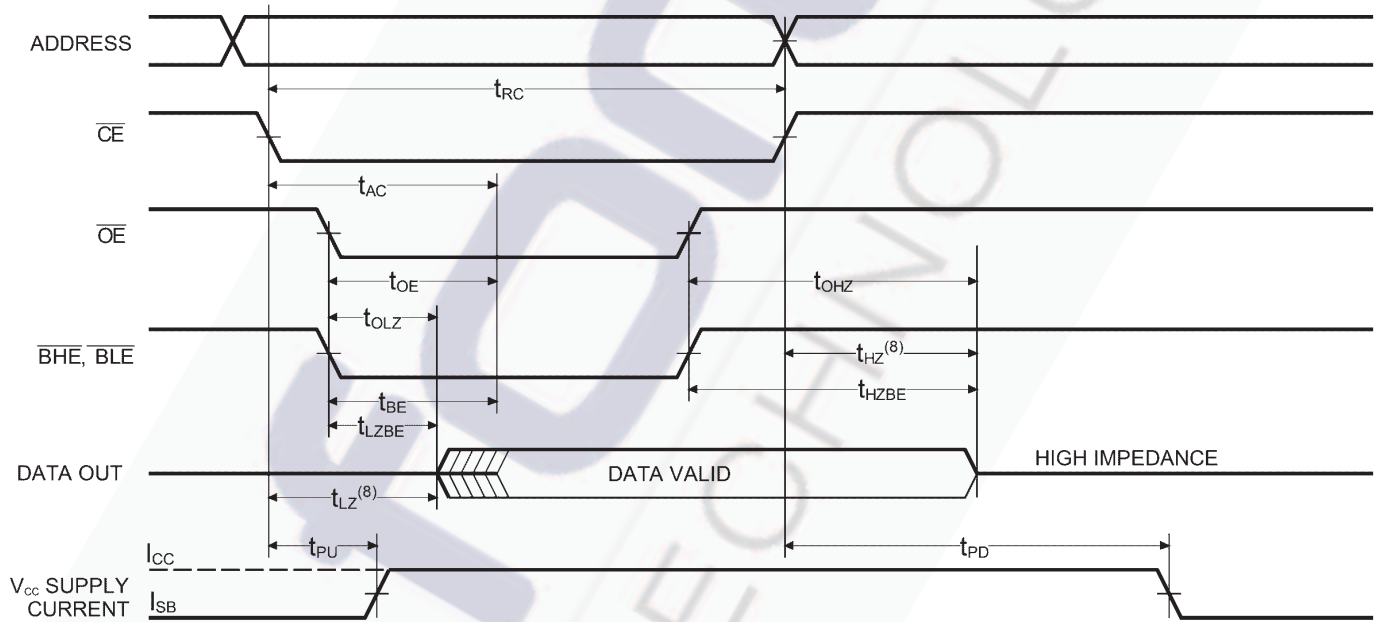 ADDRESS
tRC
CE
tAC
OE
tOE
tOHZ
tOLZ
BHE, BLE
tHZ(8)
tHZBE
tBE
tLZBE
DATA OUT
DATA VALID
HIGH IMPEDANCE
tLZ(8)
tPU
tPD
ICC
Vcc SUPPLY
CURRENT
ISB